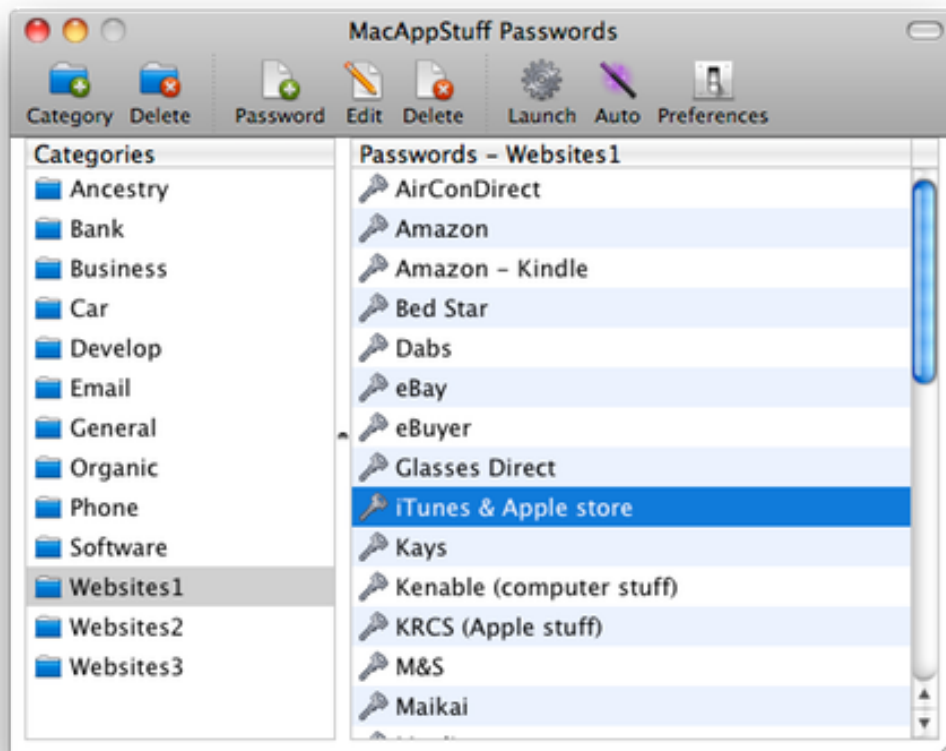 MacAppStuff Passwords
Category Delete Password Edit Delete Launch Auto Preferences
Categories
Ancestry
Bank
Business
Car
Develop
Email
General
Organic
Phone
Software
Websites1
Websites2
Websites3
Passwords – Websites1
AirConDirect
Amazon
Amazon – Kindle
Bed Star
Dabs
eBay
eBuyer
Glasses Direct
iTunes & Apple store
Kays
Kenable (computer stuff)
KRCS (Apple stuff)
M&S
Maikai